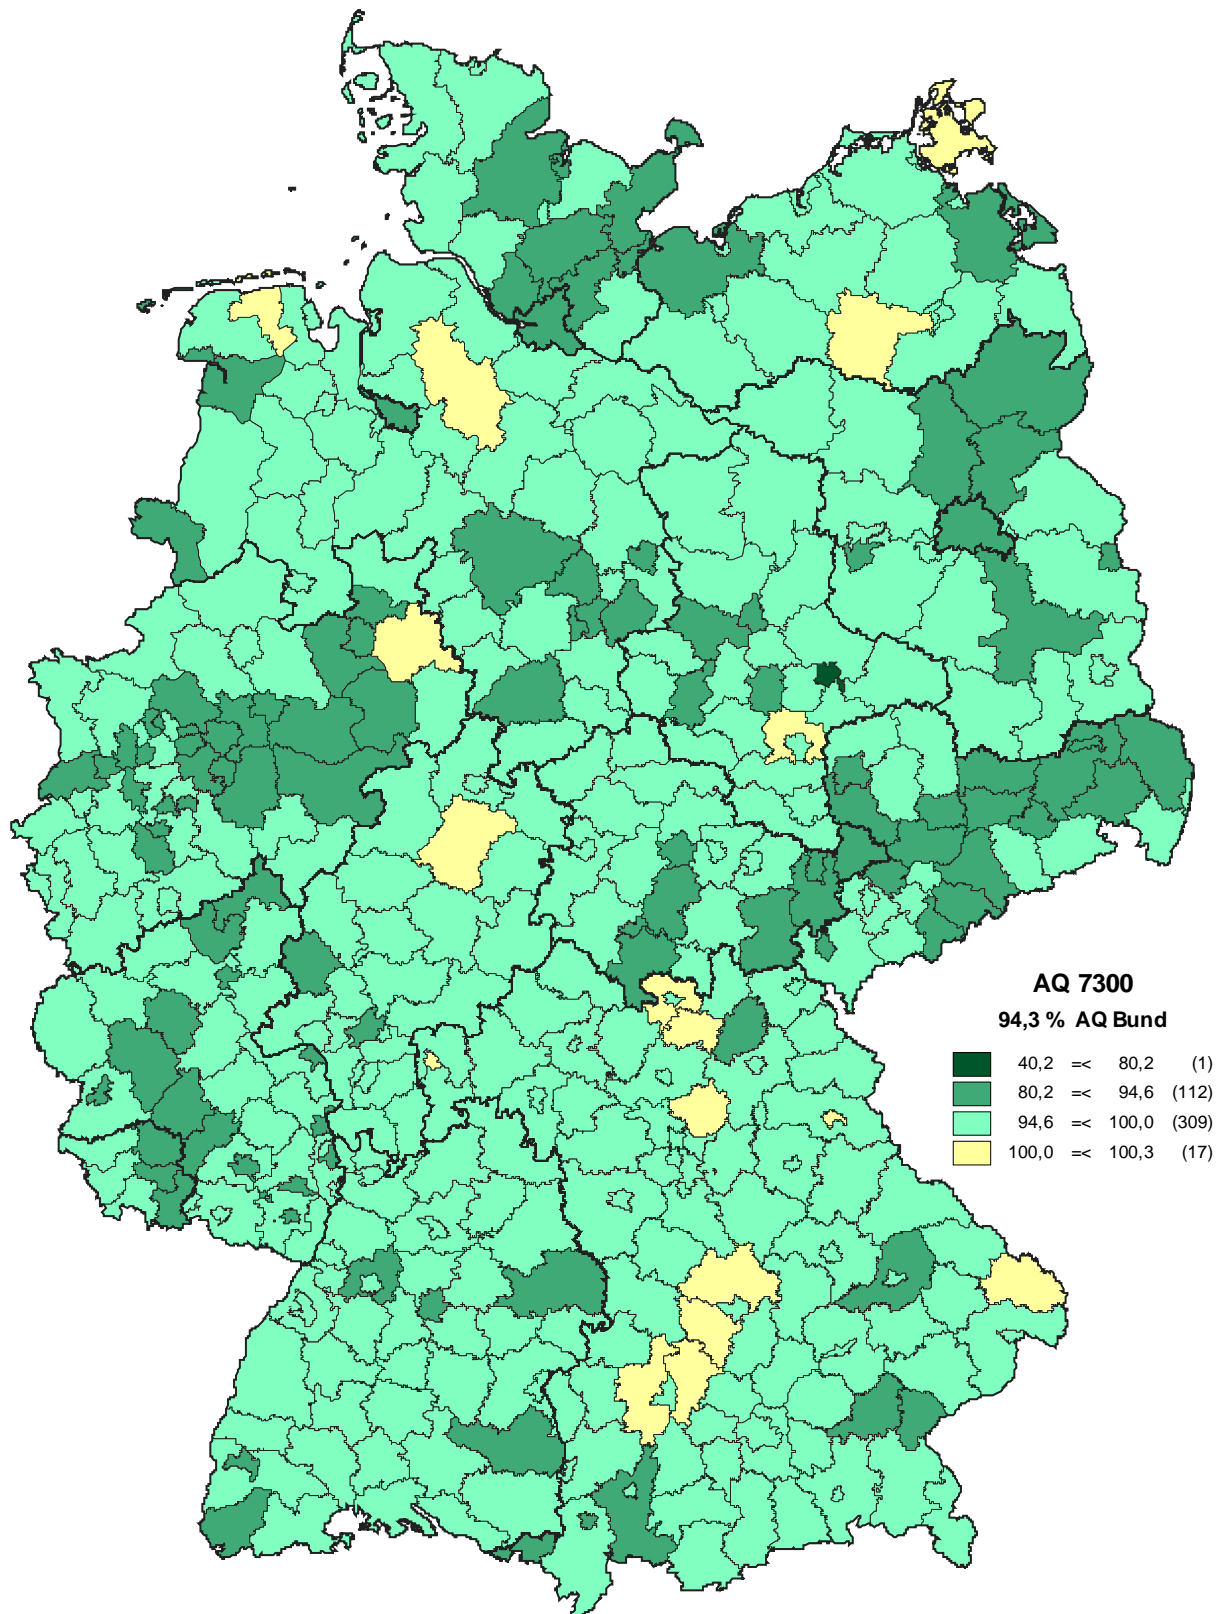 AQ 7300
94,3 % AQ Bund
40,2 =< 80,2 (1)
80,2 =< 94,6 (112)
94,6 =< 100,0 (309)
100,0 =< 100,3 (17)